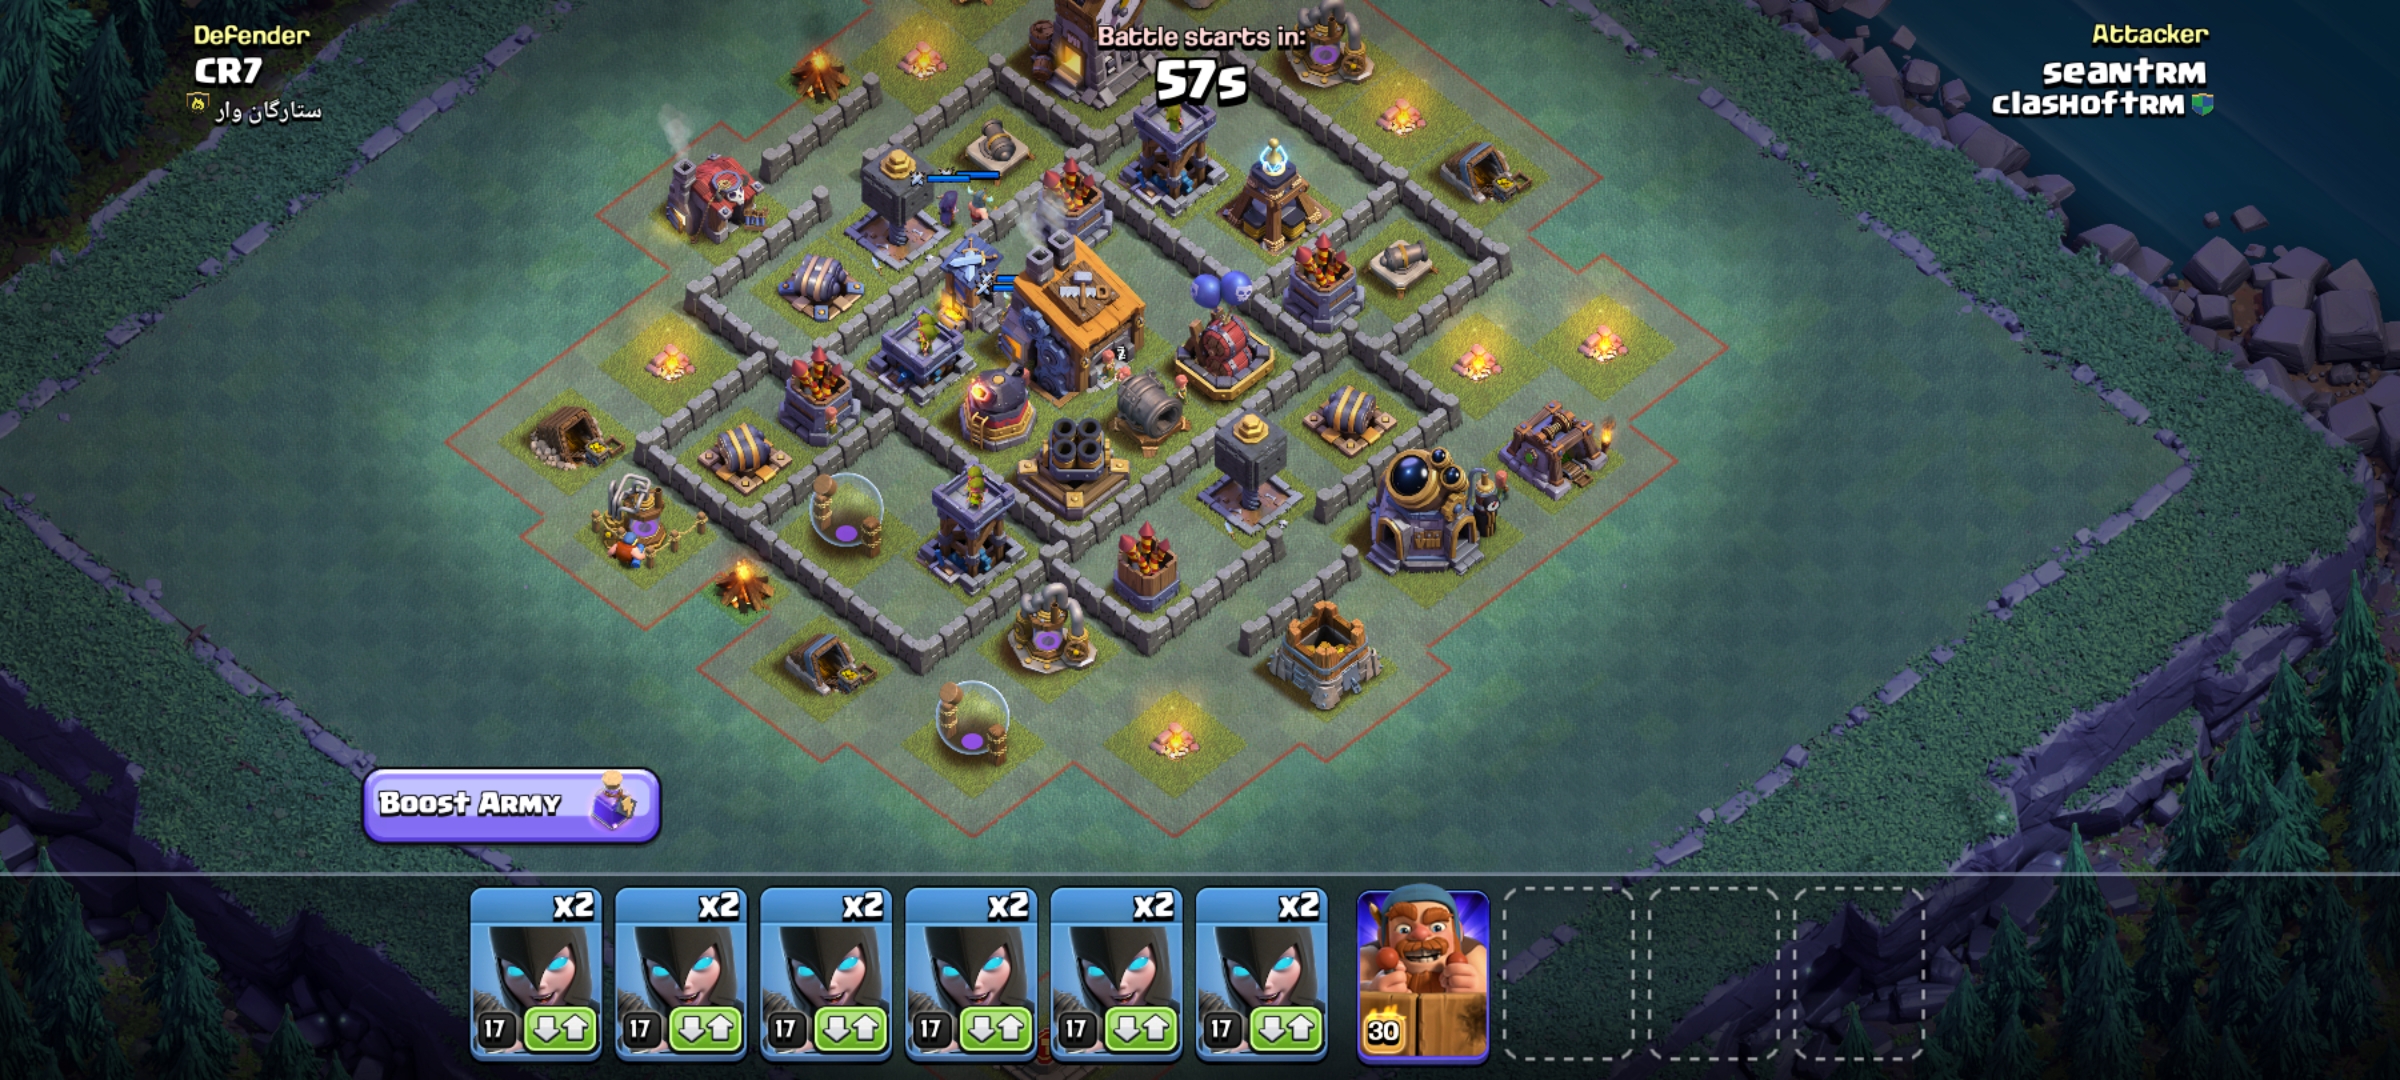 Defender
CR7
ستارگان وار
Battle starts in:
57s
Attacker
seantRM
clashoftRM
Boost Army
x2
x2
x2
x2
x2
x2
17
17
17
17
17
17
30